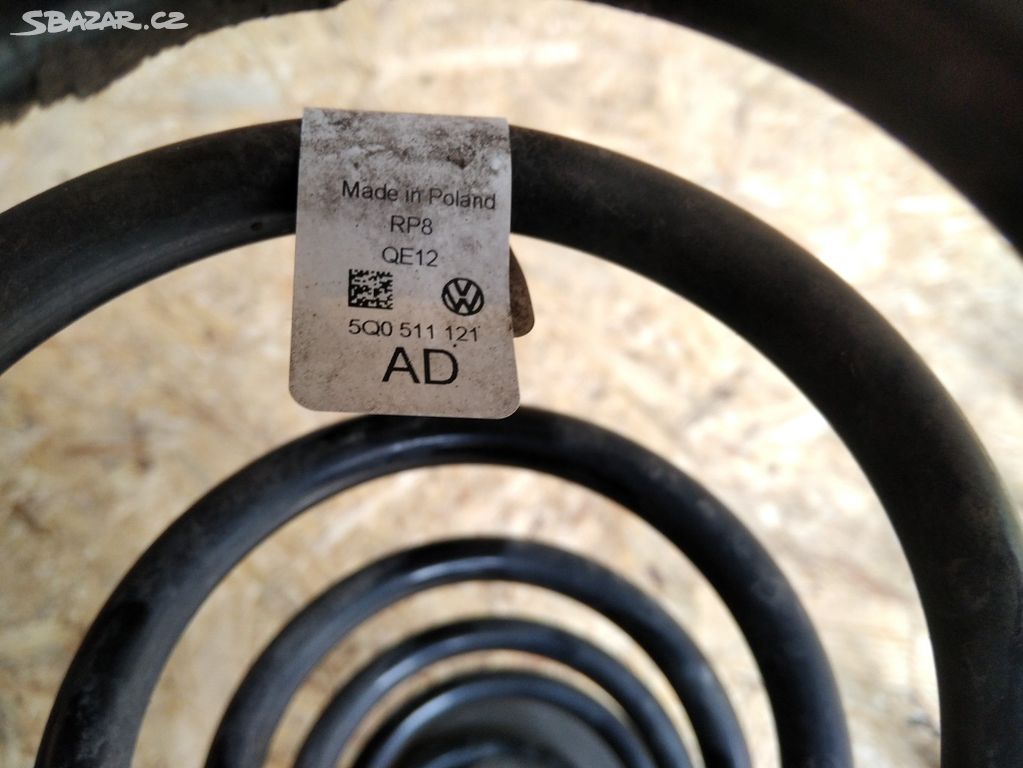 SBAZAR.CZ
Made in Poland
RP8
QE12
5Q0 511 121
AD